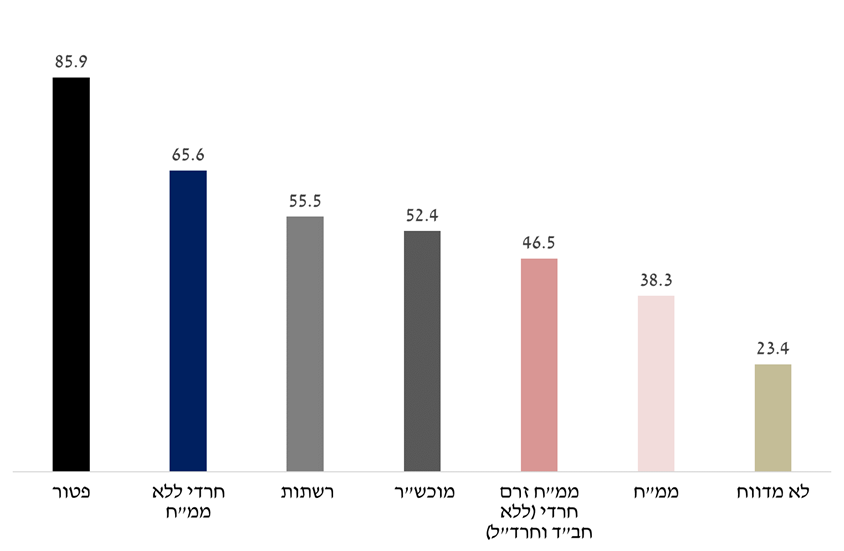 85.9
65.6
55.5
52.4
46.5
38.3
23.4
פטור
חרדי ללא
ממ״ח
רשתות
מוכש״ר
ממ״ח זרם
חרדי (ללא
חב״ד וחרד״ל)
ממ״ח
לא מדווח